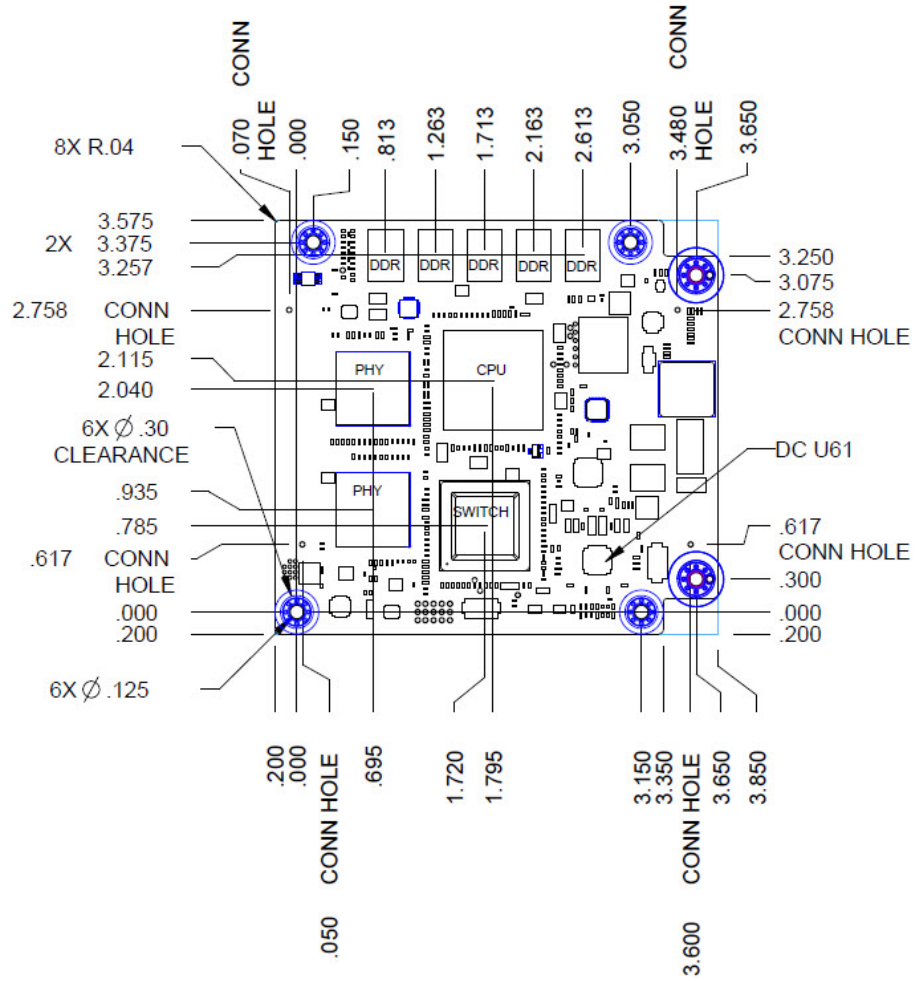 CONN
CONN
.070
HOLE
.000
.150
.813
1.263
1.713
2.163
2.613
3.050
3.480
HOLE
3.650
8X R.04
3.575
2X 3.375
3.257
DDR
DDR
DDR
DDR
DDR
3.250
3.075
2.758 CONN
HOLE
2.758
CONN HOLE
2.115
2.040
PHY
CPU
6X Ø .30
CLEARANCE
DC U61
.935
.785
PHY
SWITCH
.617 CONN
HOLE
.617
CONN HOLE
.300
.000
.200
.000
.200
6X Ø .125
.200
.000
.050 CONN HOLE
.695
1.720
1.795
3.150
3.350
3.600 CONN HOLE
3.650
3.850